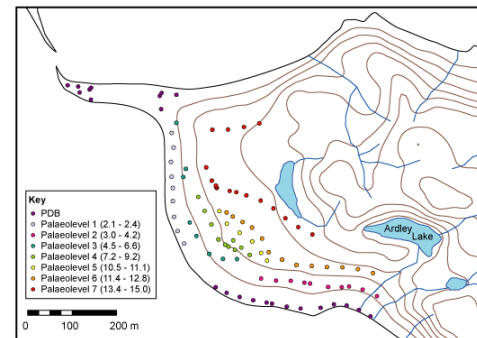 Ardley
Lake
Key
PDB
Palaeolevel 1 (2.1 - 2.4)
Palaeolevel 2 (3.0 - 4.2)
Palaeolevel 3 (4.5 - 6.6)
Palaeolevel 4 (7.2 - 9.2)
Palaeolevel 5 (10.5 - 11.1)
Palaeolevel 6 (11.4 - 12.8)
Palaeolevel 7 (13.4 - 15.0)
0 100 200 m